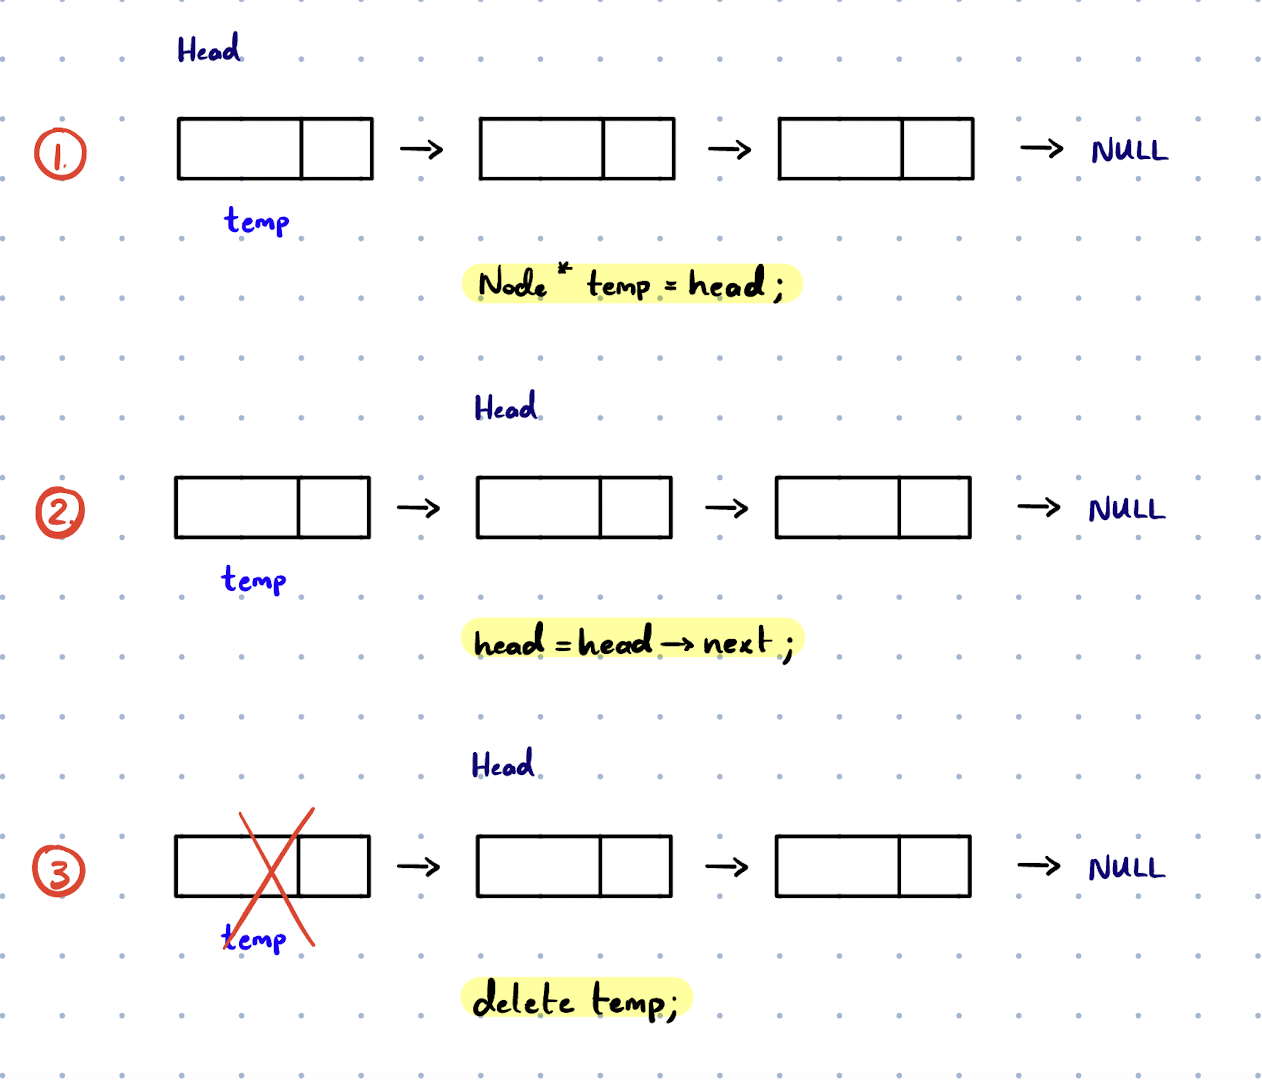 Head
1.
NULL
temp
Node* temp = head;
Head
2.
NULL
temp
head = head → next;
Head
3
NULL
temp
delete temp;